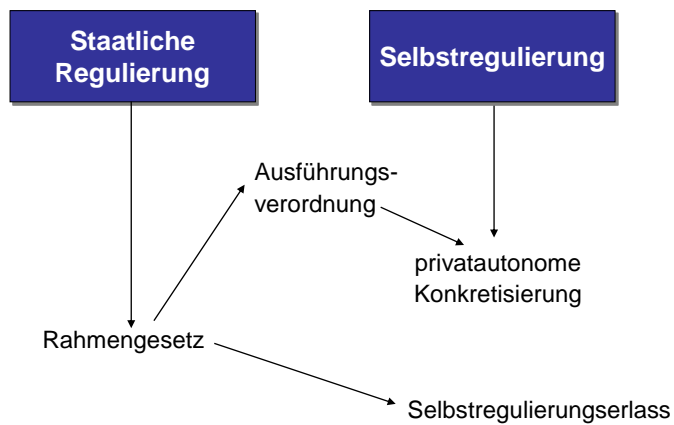 Staatliche
Regulierung
Selbstregulierung
Ausführungs-
verordnung
privatautonome
Konkretisierung
Rahmengesetz
Selbstregulierungserlass